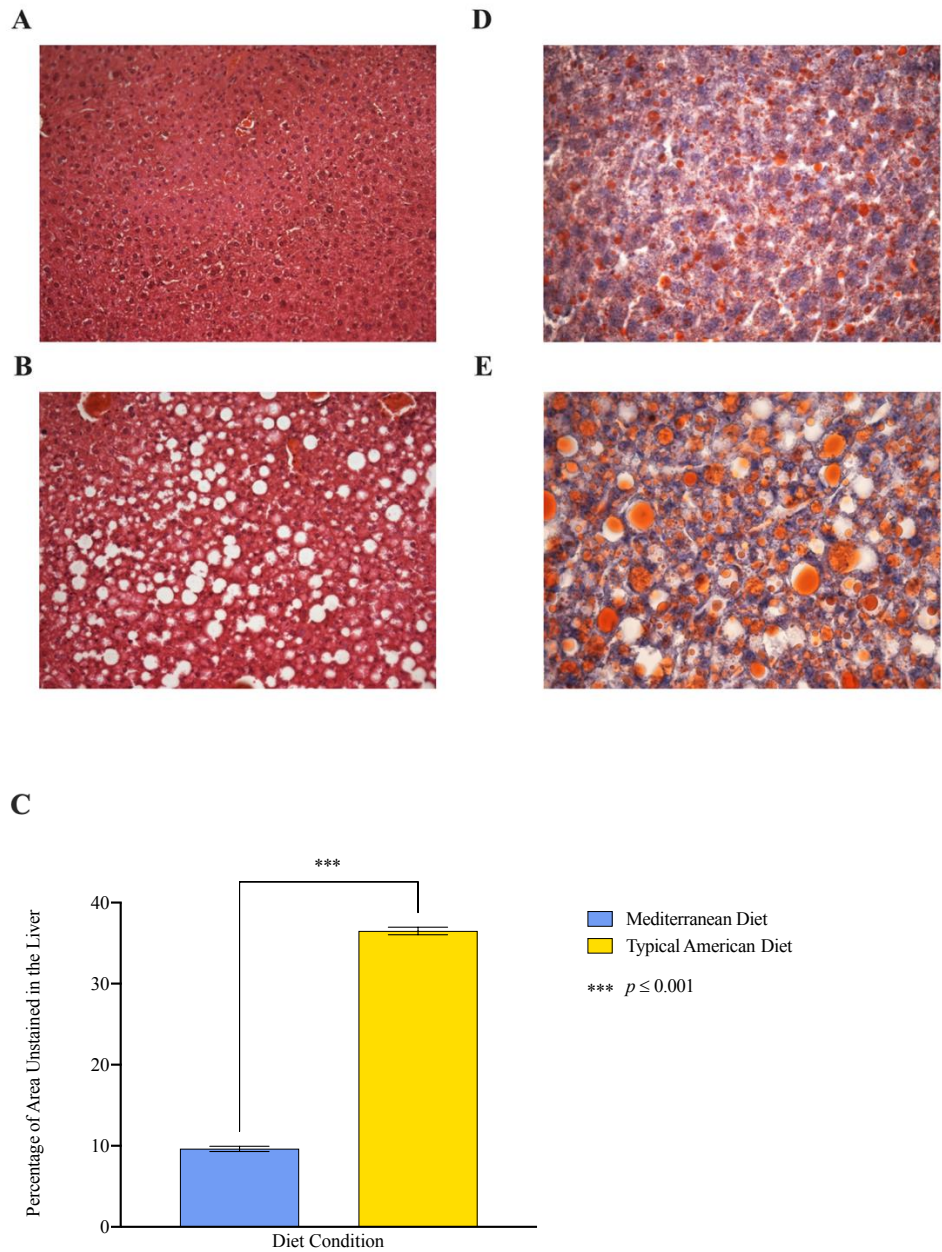 A
D
B
E
C
***
Percentage of Area Unstained in the Liver
40
30
20
10
0
Diet Condition
Mediterranean Diet
Typical American Diet
*** p ≤ 0.001